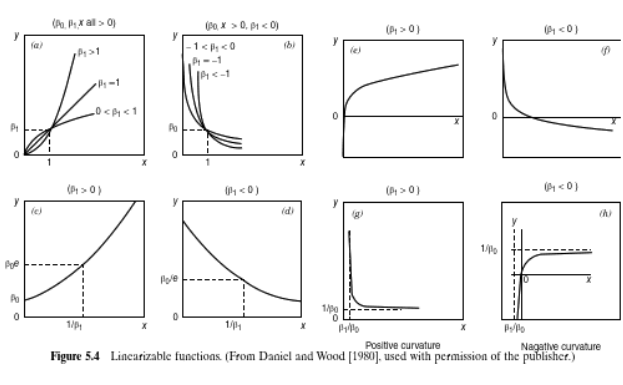 (β₀, β₁, x all > 0)
(β₀, x > 0, β₁ < 0)
(β₁ > 0)
(β₁ < 0)
y
(a)
β₁ > 1
β₁ = 1
0 < β₁ < 1
β₁
0
1
x
y
(b)
- 1 < β₁ < 0
β₁ = -1
β₁ < -1
β₀
0
1
x
y
(e)
0
x
y
(f)
0
x
(β₁ > 0)
(β₁ < 0)
(β₁ > 0)
(β₁ < 0)
y
(c)
β₀e
β₀
0
1/β₁
x
y
(d)
β₀/e
0
1/β₁
x
y
(g)
1/β₀
β₁/β₀
x
Positive curvature
y
(h)
1/β₀
0
x
β₁/β₀
Nagative curvature
Figure 5.4 Linearizable functions. (From Daniel and Wood [1980], used with permission of the publisher.)